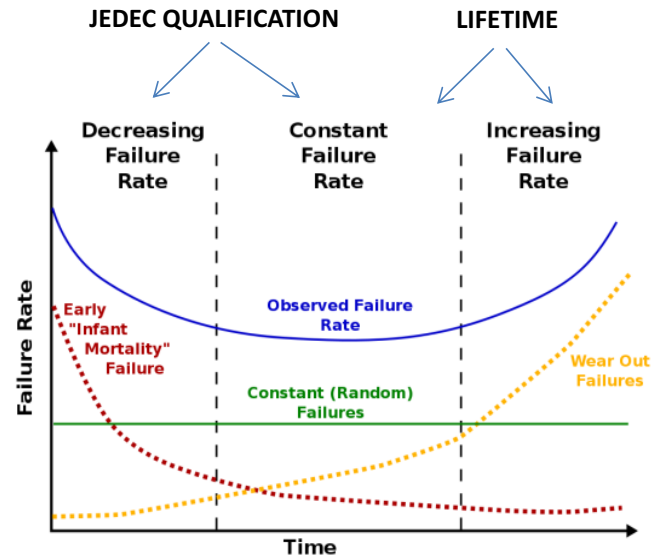 JEDEC QUALIFICATION
LIFETIME
Decreasing
Failure
Rate
Constant
Failure
Rate
Increasing
Failure
Rate
Failure Rate
Early
"Infant
Mortality"
Failure
Observed Failure
Rate
Constant (Random)
Failures
Wear Out
Failures
Time